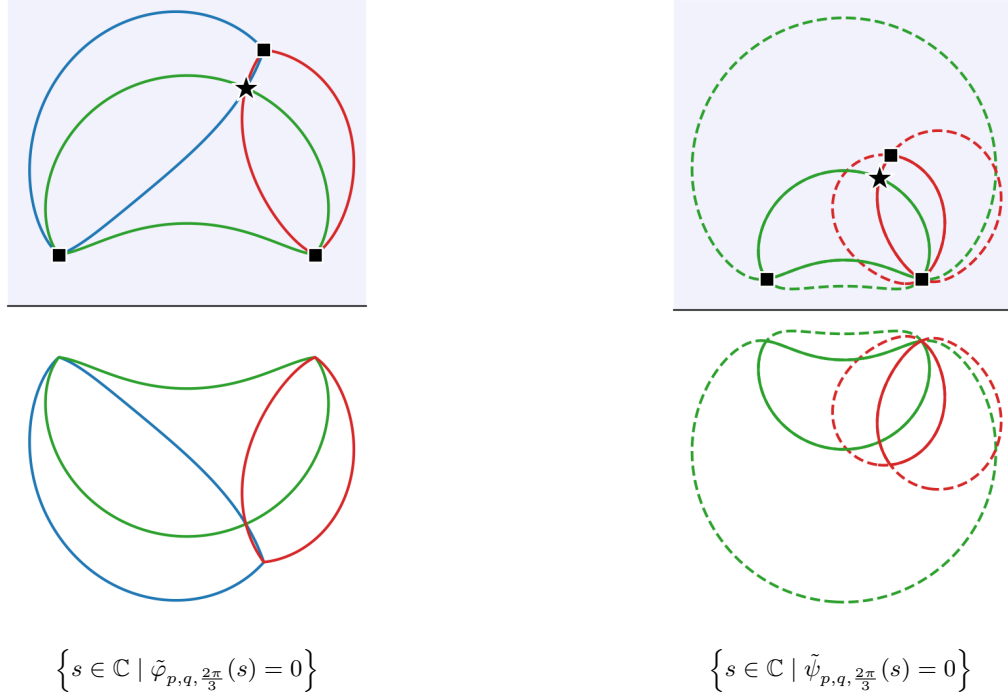 {s ∈ ℂ | φ̃_{p,q,2π/3}(s) = 0}
{s ∈ ℂ | ψ̃_{p,q,2π/3}(s) = 0}